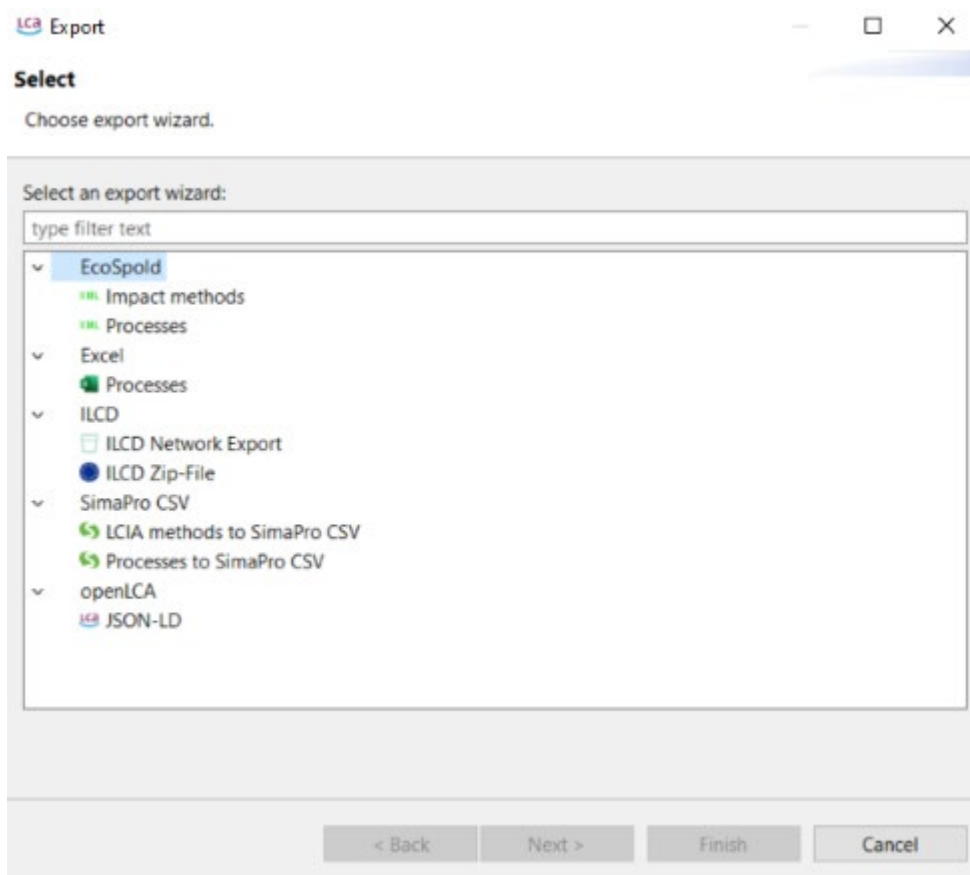 LCA Export
Select
Choose export wizard.
Select an export wizard:
type filter text
EcoSpold
XML Impact methods
XML Processes
Excel
Processes
ILCD
ILCD Network Export
ILCD Zip-File
SimaPro CSV
LCIA methods to SimaPro CSV
Processes to SimaPro CSV
openLCA
LCA JSON-LD
< Back Next > Finish Cancel